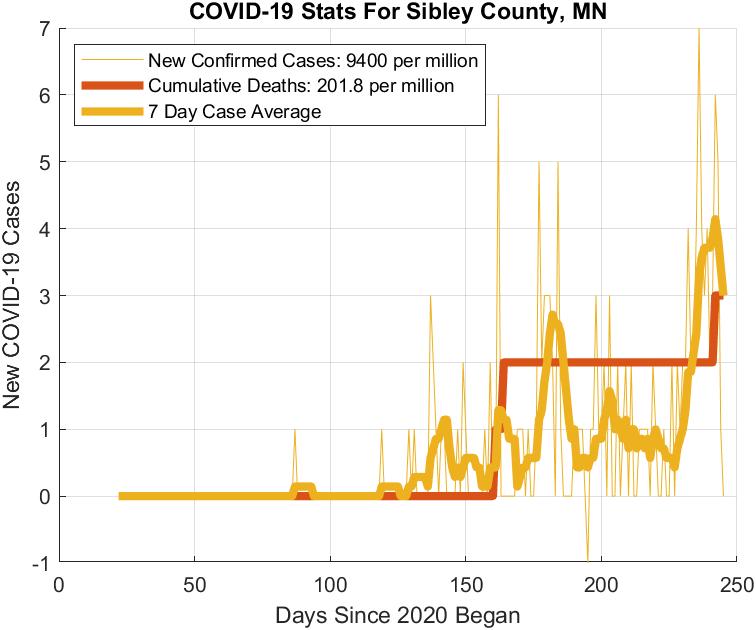 COVID-19 Stats For Sibley County, MN
New Confirmed Cases: 9400 per million
Cumulative Deaths: 201.8 per million
7 Day Case Average
7
6
5
4
3
2
1
0
-1
New COVID-19 Cases
0 50 100 150 200 250
Days Since 2020 Began